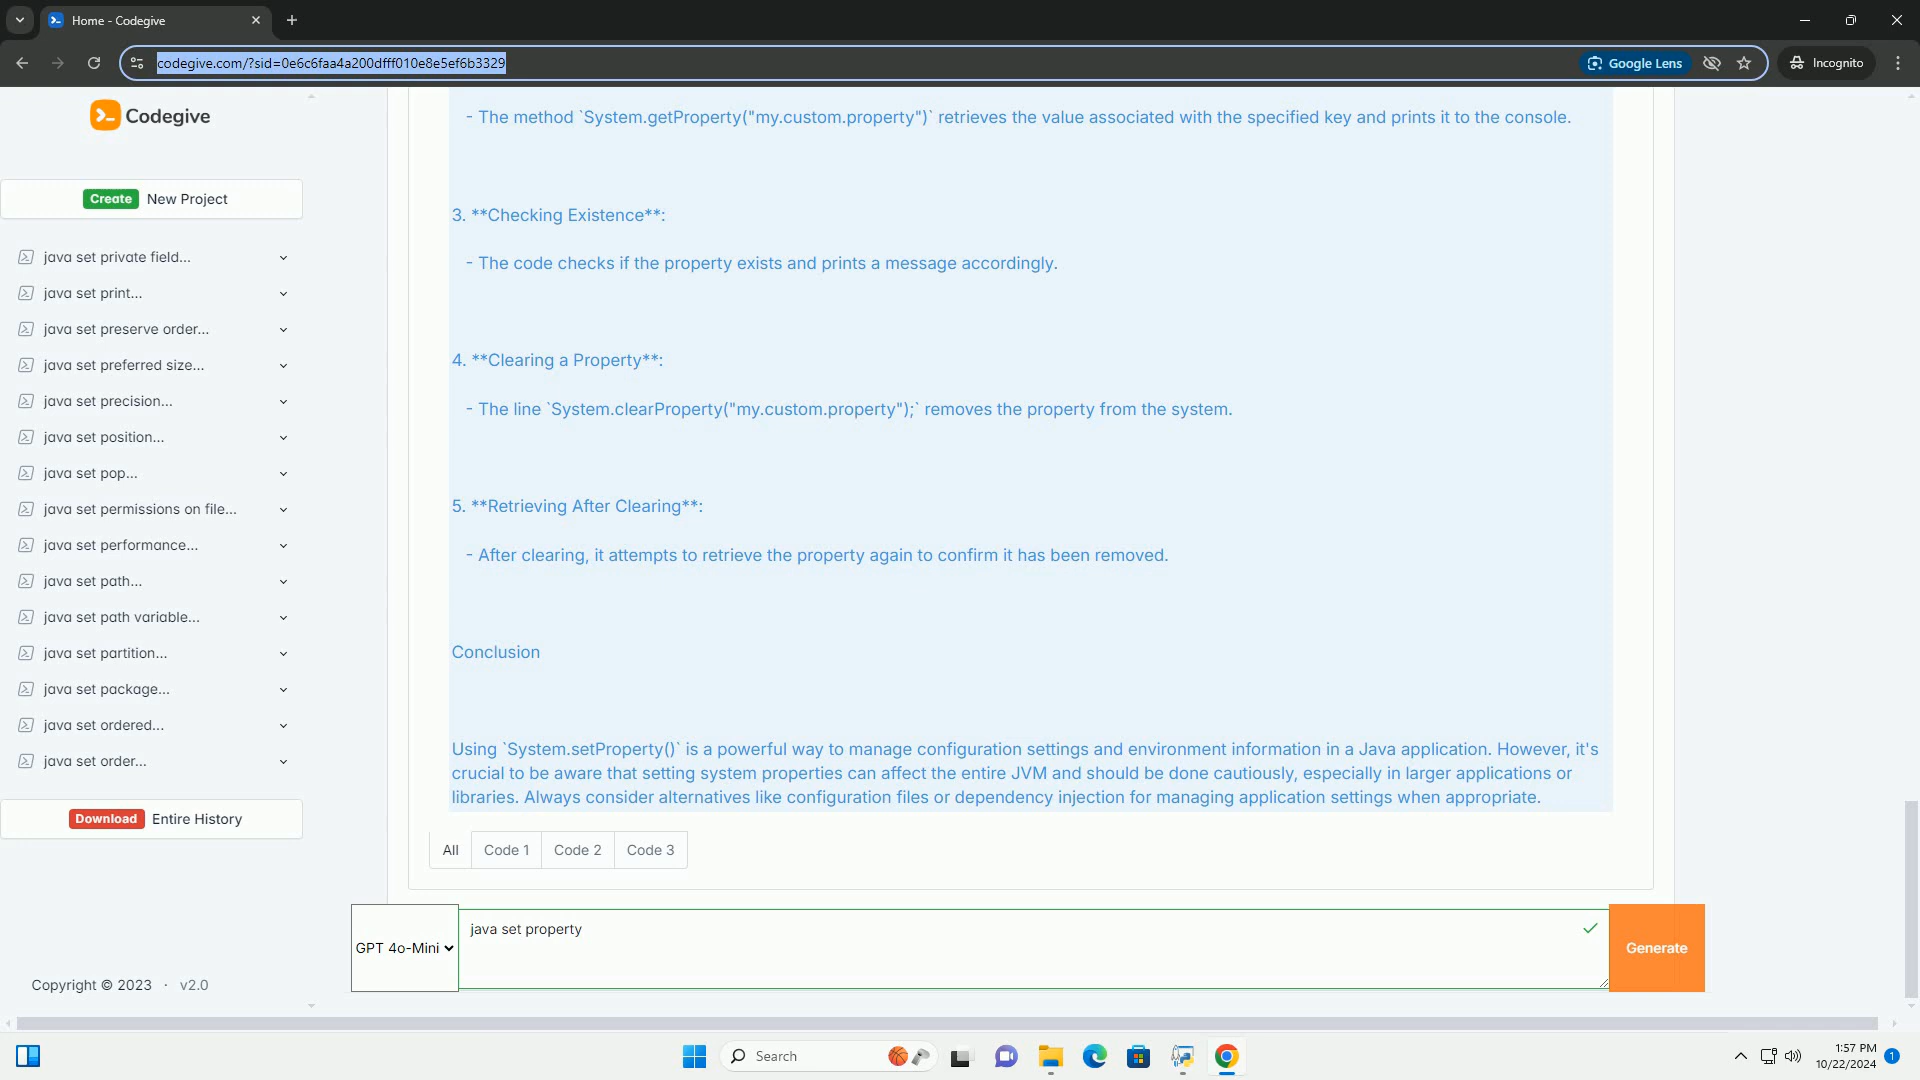 Home - Codegive
codegive.com/?sid=0e6c6faa4a200dfff010e8e5ef6b3329
Google Lens
Incognito
Codegive
Create New Project
java set private field...
java set print...
java set preserve order...
java set preferred size...
java set precision...
java set position...
java set pop...
java set permissions on file...
java set performance...
java set path...
java set path variable...
java set partition...
java set package...
java set ordered...
java set order...
Download Entire History
Copyright © 2023 · v2.0
- The method `System.getProperty("my.custom.property")` retrieves the value associated with the specified key and prints it to the console.
3. **Checking Existence**:
- The code checks if the property exists and prints a message accordingly.
4. **Clearing a Property**:
- The line `System.clearProperty("my.custom.property");` removes the property from the system.
5. **Retrieving After Clearing**:
- After clearing, it attempts to retrieve the property again to confirm it has been removed.
Conclusion
Using `System.setProperty()` is a powerful way to manage configuration settings and environment information in a Java application. However, it's
crucial to be aware that setting system properties can affect the entire JVM and should be done cautiously, especially in larger applications or
libraries. Always consider alternatives like configuration files or dependency injection for managing application settings when appropriate.
All Code 1 Code 2 Code 3
GPT 4o-Mini
java set property
Generate
Search
1:57 PM
10/22/2024
1